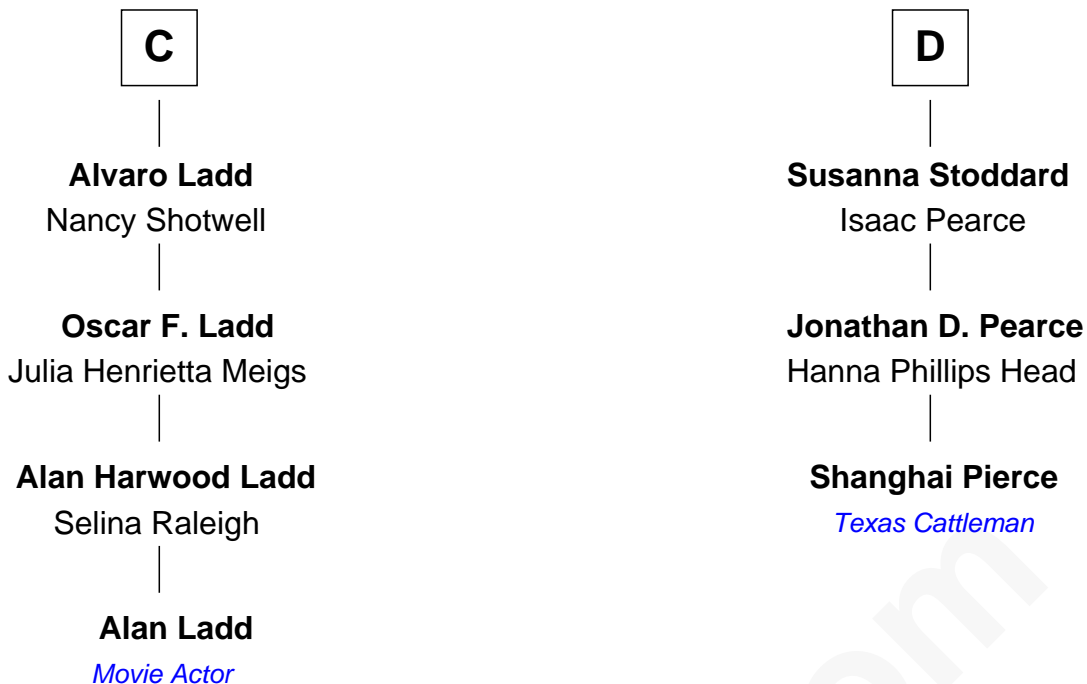 C
Alvaro Ladd
Nancy Shotwell
Oscar F. Ladd
Julia Henrietta Meigs
Alan Harwood Ladd
Selina Raleigh
Alan Ladd
Movie Actor
D
Susanna Stoddard
Isaac Pearce
Jonathan D. Pearce
Hanna Phillips Head
Shanghai Pierce
Texas Cattleman
om